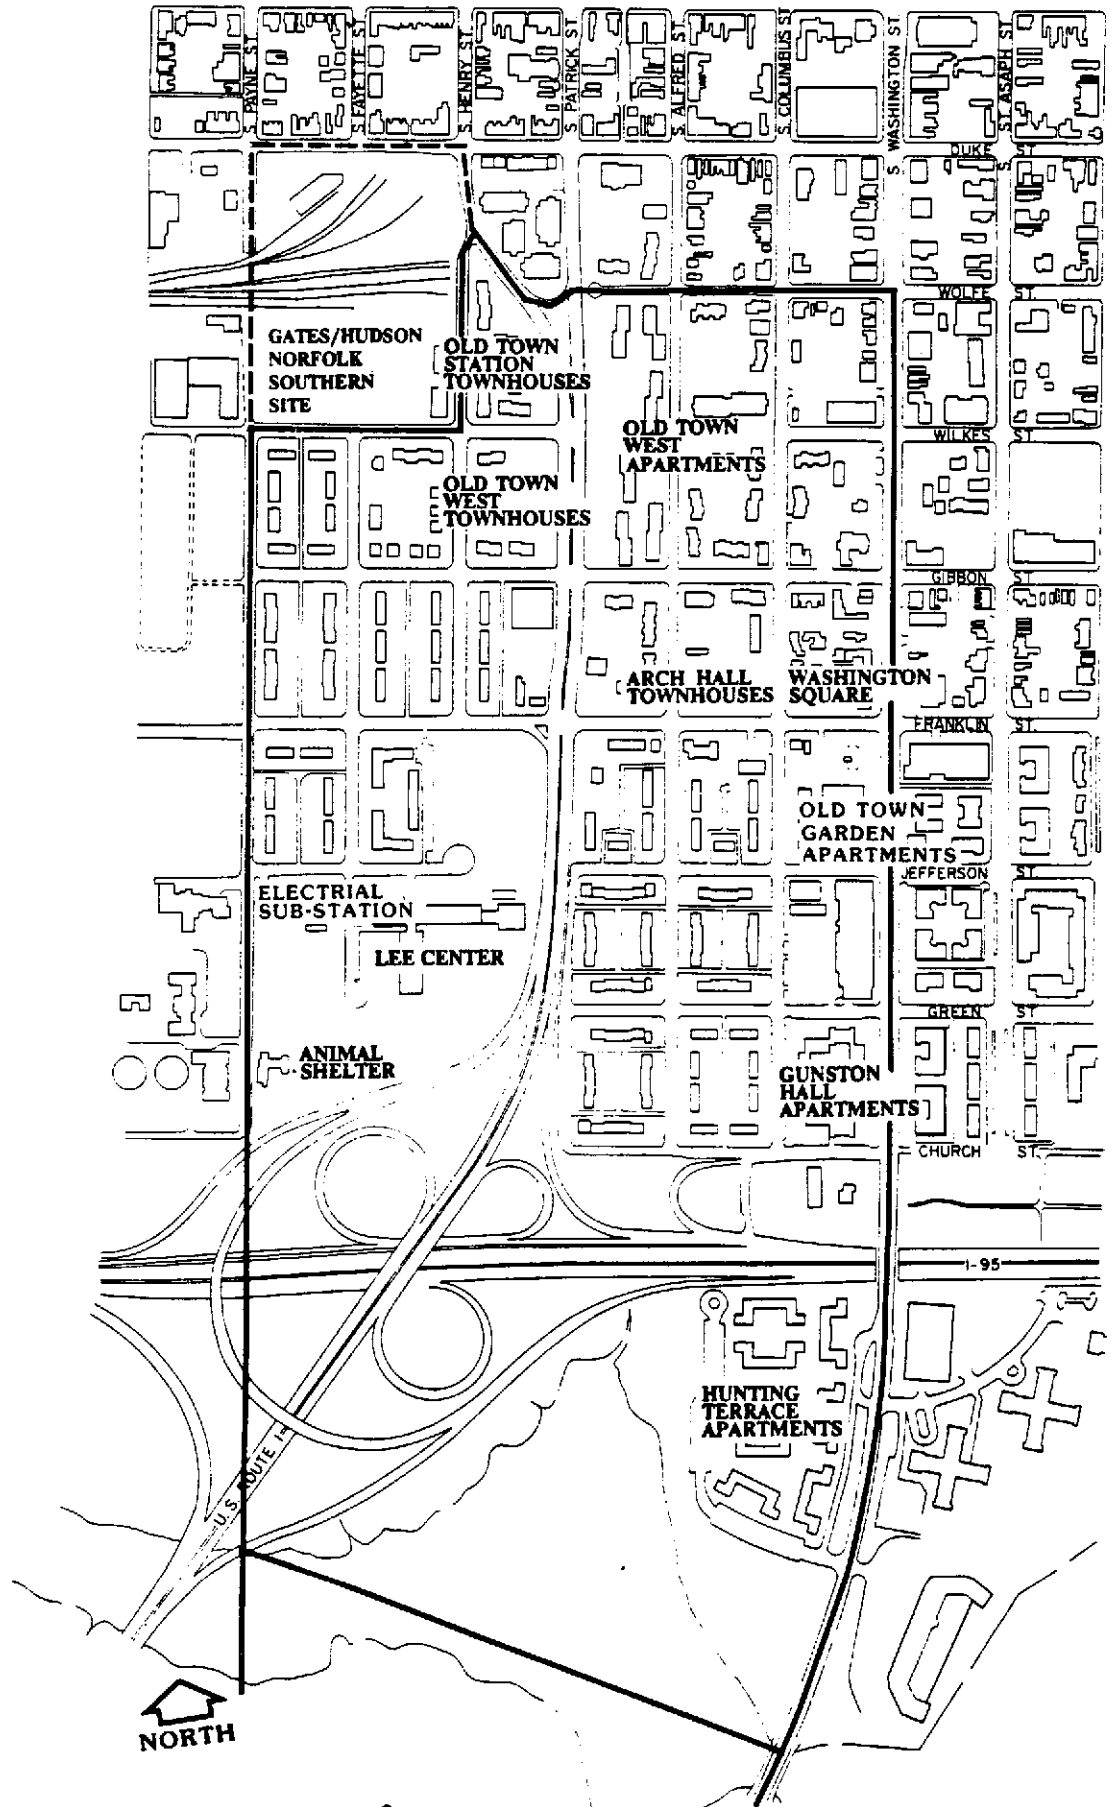 S. PAYNE ST.
S. FAYETTE ST.
S. HENRY ST.
S. PATRICK ST
S. ALFRED ST.
S. COLUMBUS ST
S WASHINGTON ST.
S ST. ASAPH ST.
DUKE ST
WOLFE ST.
GATES/HUDSON
NORFOLK
SOUTHERN
SITE
OLD TOWN
STATION
TOWNHOUSES
OLD TOWN
WEST
APARTMENTS
WILKES ST.
OLD TOWN
WEST
TOWNHOUSES
GIBBON ST.
ARCH HALL
TOWNHOUSES
WASHINGTON
SQUARE
FRANKLIN ST.
OLD TOWN
GARDEN
APARTMENTS
JEFFERSON ST.
ELECTRIAL
SUB-STATION
LEE CENTER
GREEN ST
ANIMAL
SHELTER
GUNSTON
HALL
APARTMENTS
CHURCH ST.
I-95
HUNTING
TERRACE
APARTMENTS
U.S. ROUTE 1
NORTH